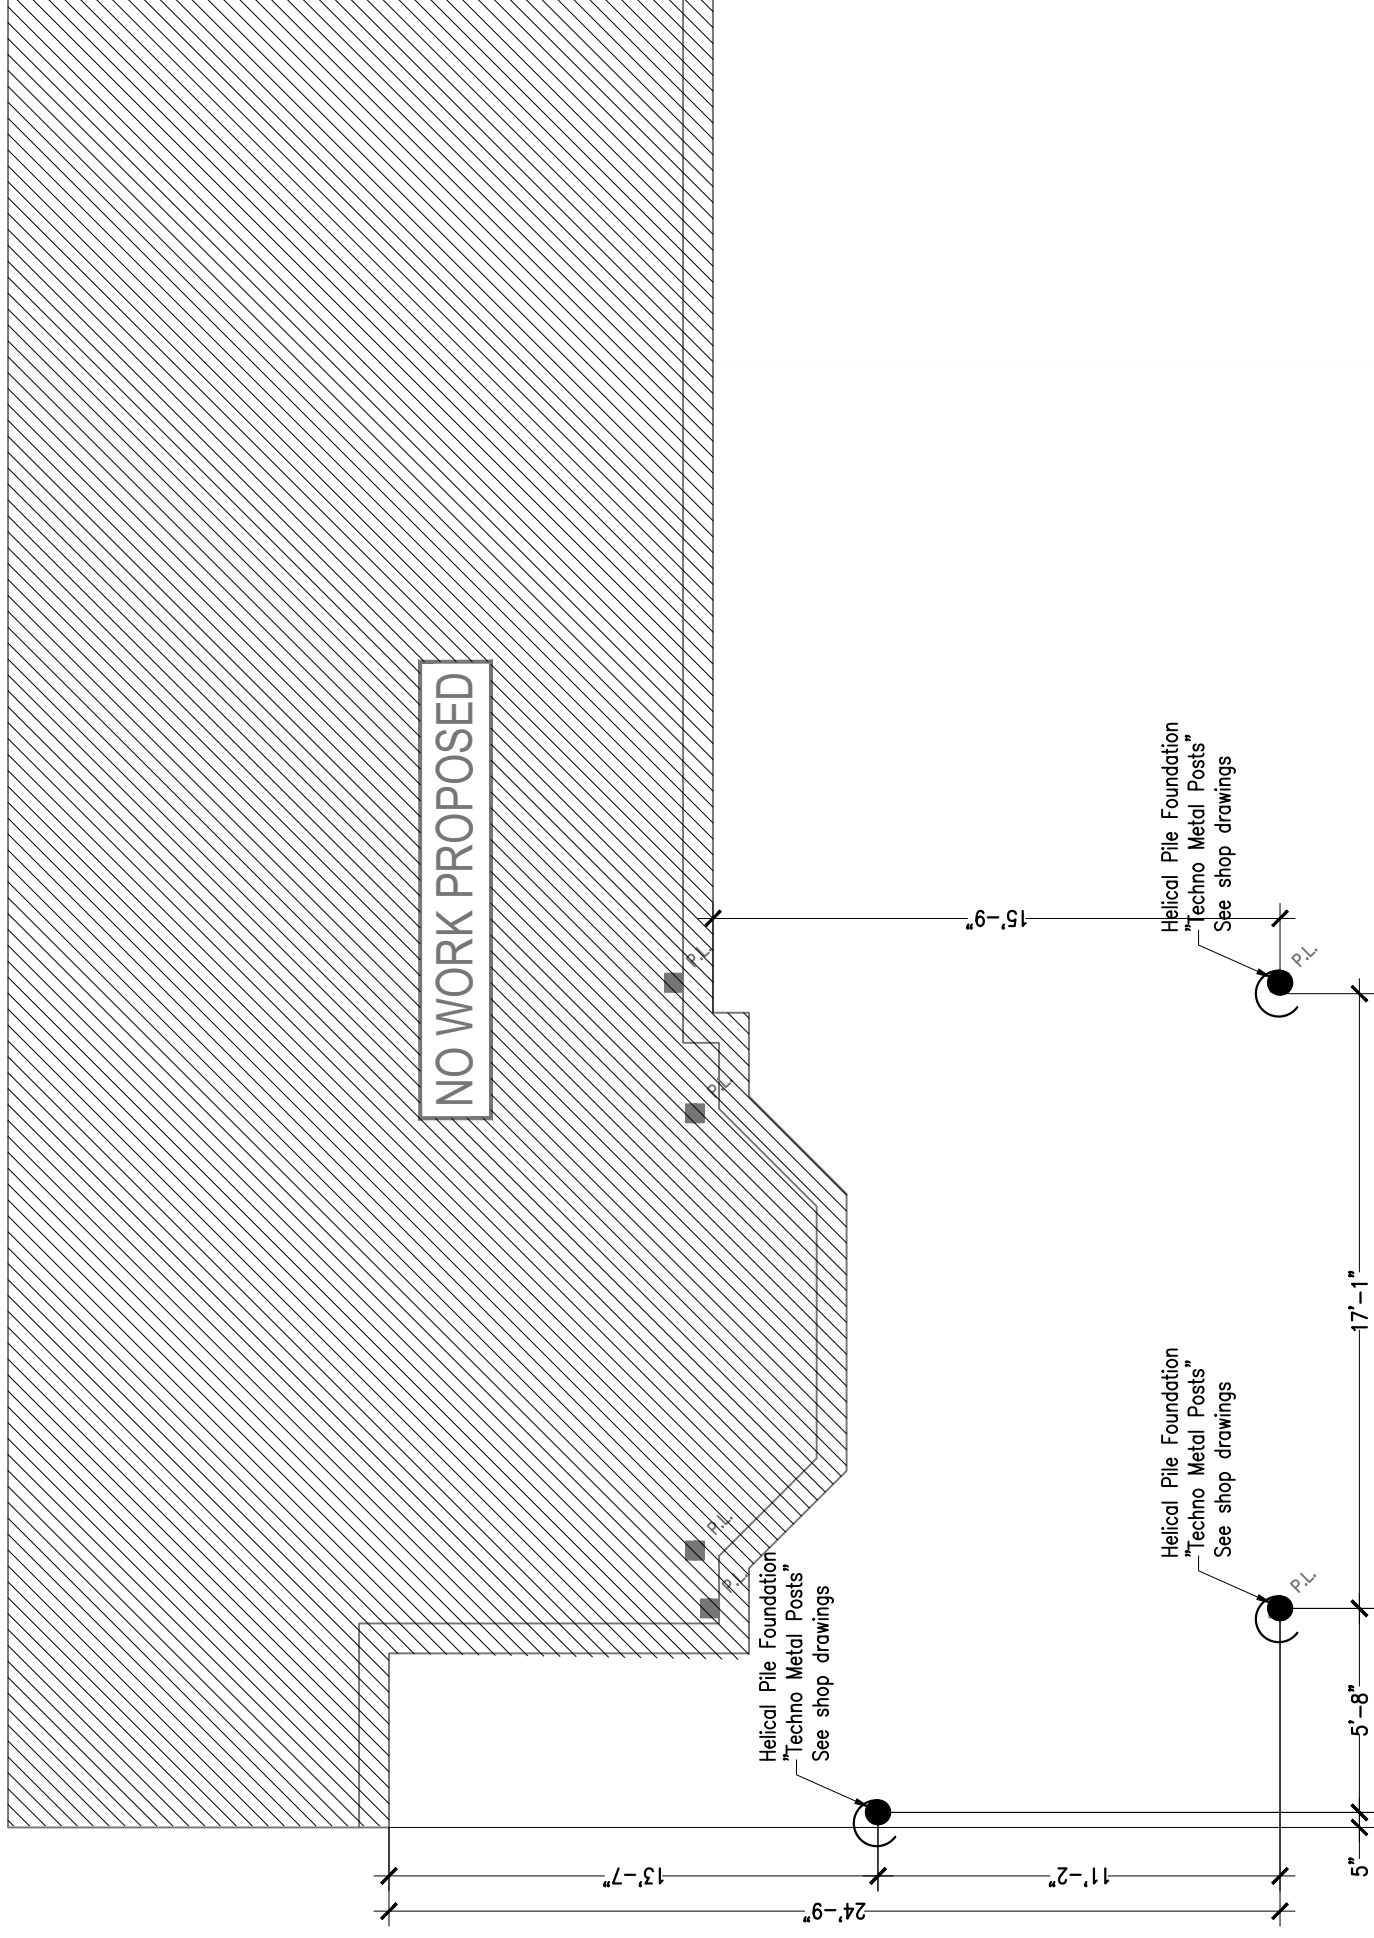 NO WORK PROPOSED
P.L.
P.L.
P.L.
P.L.
Helical Pile Foundation
"Techno Metal Posts"
See shop drawings
Helical Pile Foundation
"Techno Metal Posts"
See shop drawings
P.L.
Helical Pile Foundation
"Techno Metal Posts"
See shop drawings
P.L.
15'-9"
17'-1"
5'-8"
5"
13'-7"
11'-2"
24'-9"